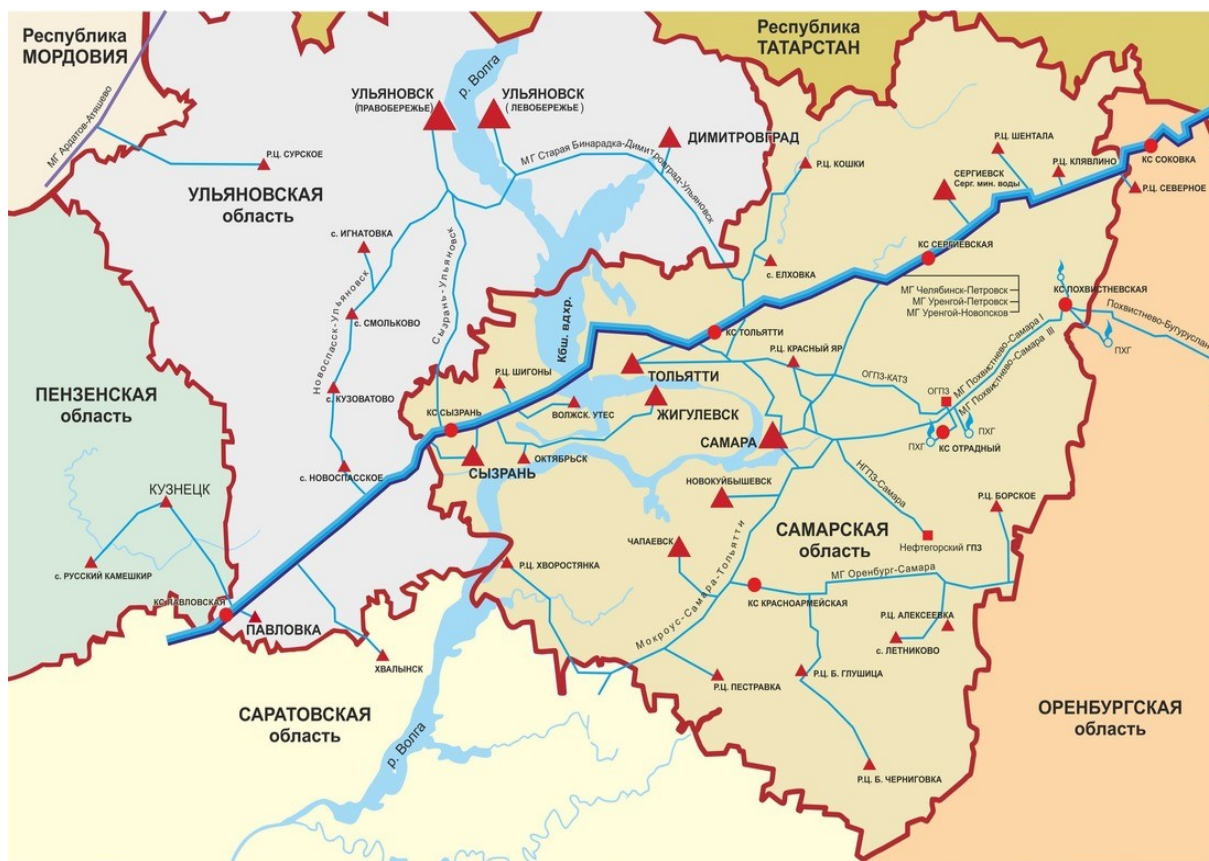 Республика
МОРДОВИЯ
Республика
ТАТАРСТАН
р. Волга
МГ Ардатов-Атяшево
УЛЬЯНОВСК
(ПРАВОБЕРЕЖЬЕ)
УЛЬЯНОВСК
(ЛЕВОБЕРЕЖЬЕ)
ДИМИТРОВГРАД
МГ Старая Бинарадка-Димитровград-Ульяновск
Р.Ц. СУРСКОЕ
УЛЬЯНОВСКАЯ
область
Р.Ц. КОШКИ
Р.Ц. ШЕНТАЛА
Р.Ц. КЛЯВЛИНО
КС СОКОВКА
Р.Ц. СЕВЕРНОЕ
СЕРГИЕВСК
Серг. мин. воды
с. ИГНАТОВКА
Сызрань-Ульяновск
Новоспасск-Ульяновск
с. ЕЛХОВКА
КС СЕРГИЕВСКАЯ
МГ Челябинск-Петровск
МГ Уренгой-Петровск
МГ Уренгой-Новопсков
КС ПОХВИСТНЕВСКАЯ
Похвистнево-Бугуруслан
ПХГ
с. СМОЛЬКОВО
Кбш. вдхр.
КС ТОЛЬЯТТИ
Р.Ц. КРАСНЫЙ ЯР
МГ Похвистнево-Самара I
МГ Похвистнево-Самара III
ТОЛЬЯТТИ
ОГПЗ-КАТЗ
ОГПЗ
Р.Ц. ШИГОНЫ
ПЕНЗЕНСКАЯ
область
с. КУЗОВАТОВО
КС СЫЗРАНЬ
ВОЛЖСК. УТЕС
ЖИГУЛЕВСК
САМАРА
ПХГ
ПХГ
КС ОТРАДНЫЙ
СЫЗРАНЬ
ОКТЯБРЬСК
с. НОВОСПАССКОЕ
НОВОКУЙБЫШЕВСК
НГПЗ-Самара
КУЗНЕЦК
Р.Ц. БОРСКОЕ
САМАРСКАЯ
область
ЧАПАЕВСК
Нефтегорский ГПЗ
с. РУССКИЙ КАМЕШКИР
Р.Ц. ХВОРОСТЯНКА
Мокроус-Самара-Тольятти
МГ Оренбург-Самара
КС КРАСНОАРМЕЙСКАЯ
КС ПАВЛОВСКАЯ
ПАВЛОВКА
Р.Ц. АЛЕКСЕЕВКА
с. ЛЕТНИКОВО
ХВАЛЫНСК
Р.Ц. ПЕСТРАВКА
Р.Ц. Б. ГЛУШИЦА
САРАТОВСКАЯ
область
р. Волга
ОРЕНБУРГСКАЯ
область
Р.Ц. Б. ЧЕРНИГОВКА